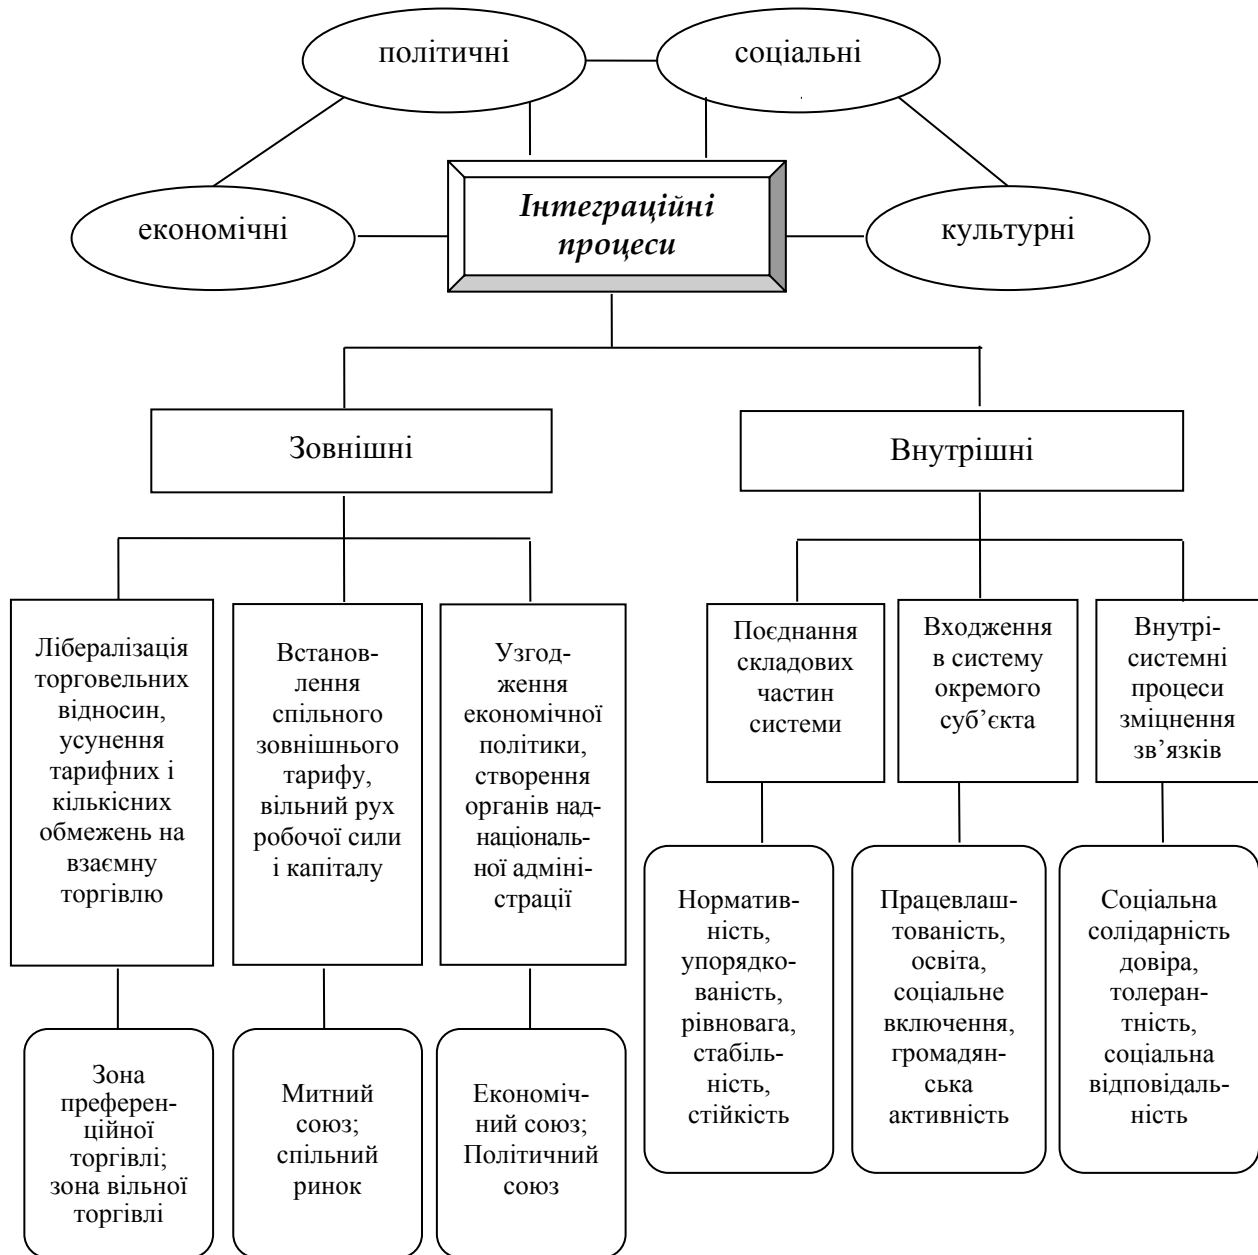 політичні
соціальні
економічні
Інтеграційні
процеси
культурні
Зовнішні
Внутрішні
Лібералізація
торговельних
відносин,
усунення
тарифних і
кількісних
обмежень на
взаємну
торгівлю
Встанов-
лення
спільного
зовнішнього
тарифу,
вільний рух
робочої сили
і капіталу
Узгод-
ження
економічної
політики,
створення
органів над-
національ-
ної адміні-
страції
Поєднання
складових
частин
системи
Входження
в систему
окремого
суб’єкта
Внутрі-
системні
процеси
зміцнення
зв’язків
Зона
преферен-
ційної
торгівлі;
зона вільної
торгівлі
Митний
союз;
спільний
ринок
Економіч-
ний союз;
Політичний
союз
Норматив-
ність,
упорядко-
ваність,
рівновага,
стабіль-
ність,
стійкість
Працевлаш-
тованість,
освіта,
соціальне
включення,
громадян-
ська
активність
Соціальна
солідарність
довіра,
толерант-
ність,
соціальна
відповідаль-
ність